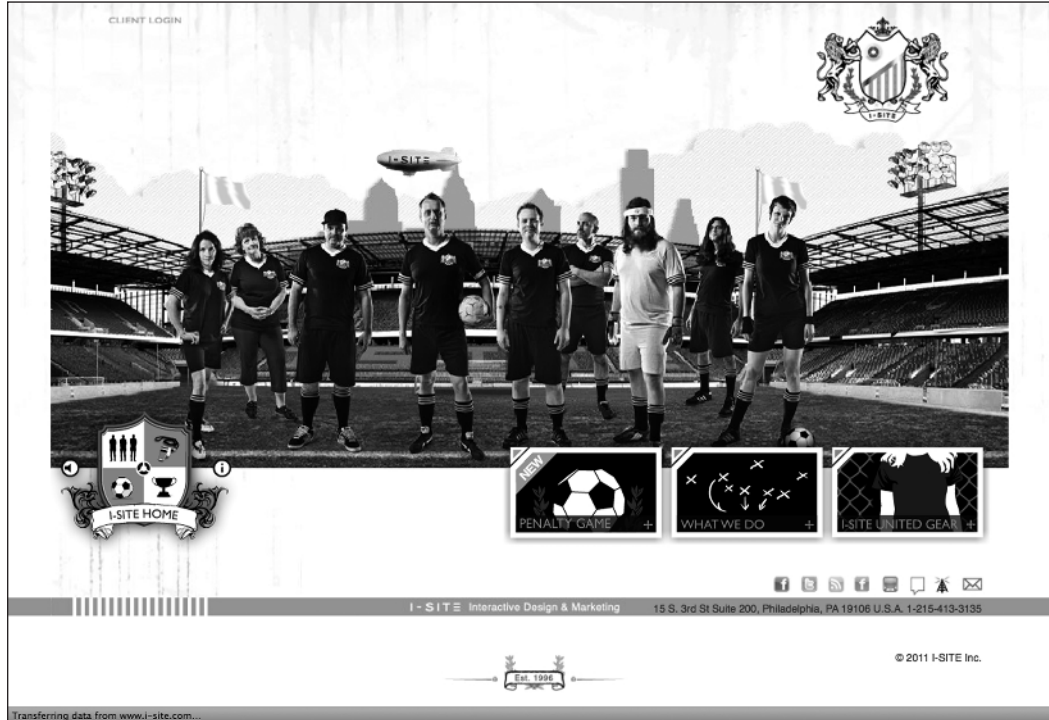 CLIENT LOGIN
I-SITE
I-SITE
NEW
I-SITE HOME
PENALTY GAME +
WHAT WE DO +
I-SITE UNITED GEAR +
I-SITE Interactive Design & Marketing 15 S. 3rd St Suite 200, Philadelphia, PA 19106 U.S.A. 1-215-413-3135
© 2011 I-SITE Inc.
Est. 1996
Transferring data from www.i-site.com...